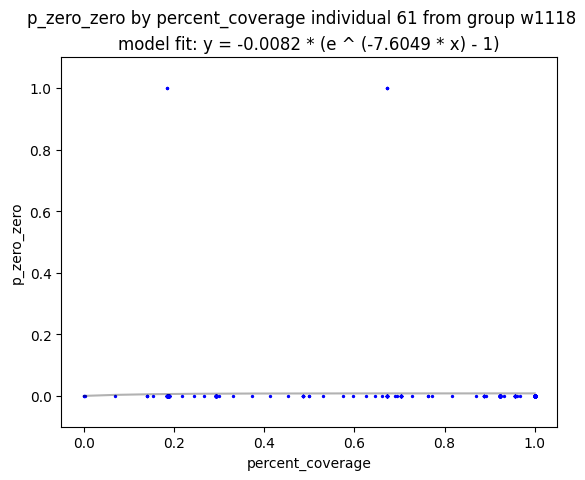 p_zero_zero by percent_coverage individual 61 from group w1118
model fit: y = -0.0082 * (e ^ (-7.6049 * x) - 1)
1.0
0.8
0.6
0.4
0.2
0.0
p_zero_zero
0.0 0.2 0.4 0.6 0.8 1.0
percent_coverage